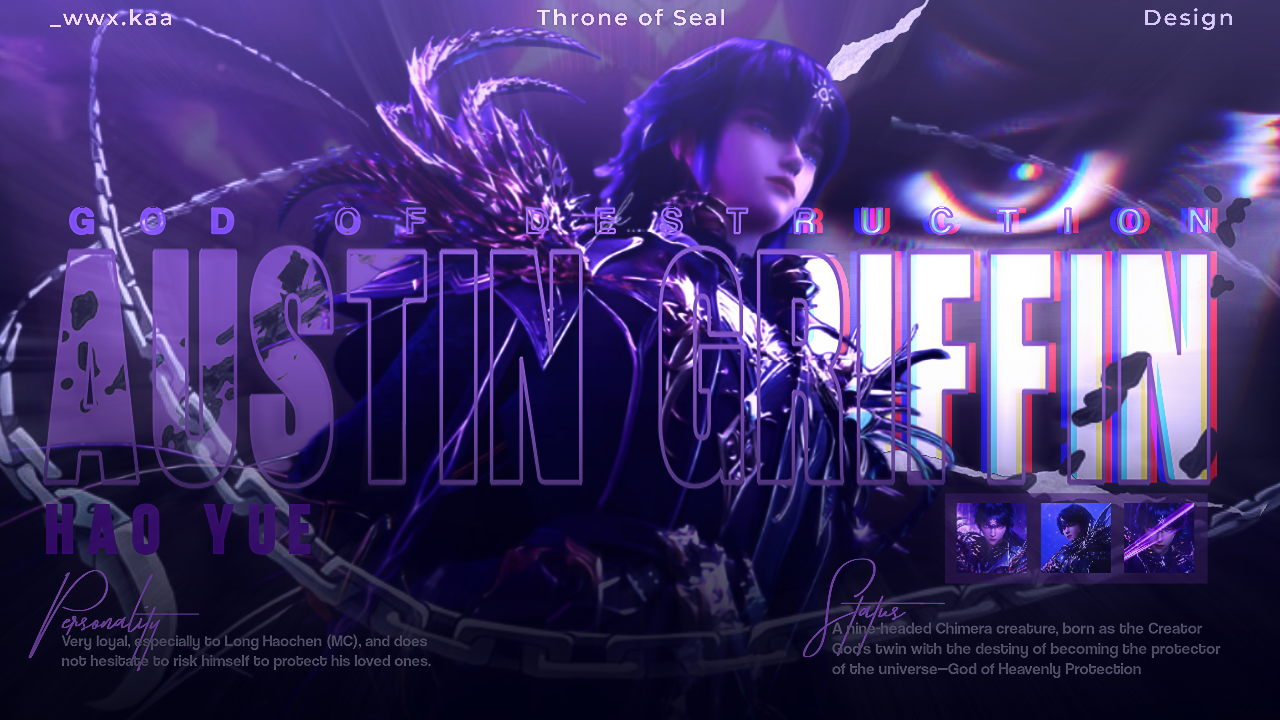 _wwx.kaa
Throne of Seal
Design
GOD OF DESTRUCTION
AUSTIN GRIFFIN
HAO YUE
Personality
Very loyal, especially to Long Haochen (MC), and does
not hesitate to risk himself to protect his loved ones.
Status
A nine-headed Chimera creature, born as the Creator
God's twin with the destiny of becoming the protector
of the universe—God of Heavenly Protection